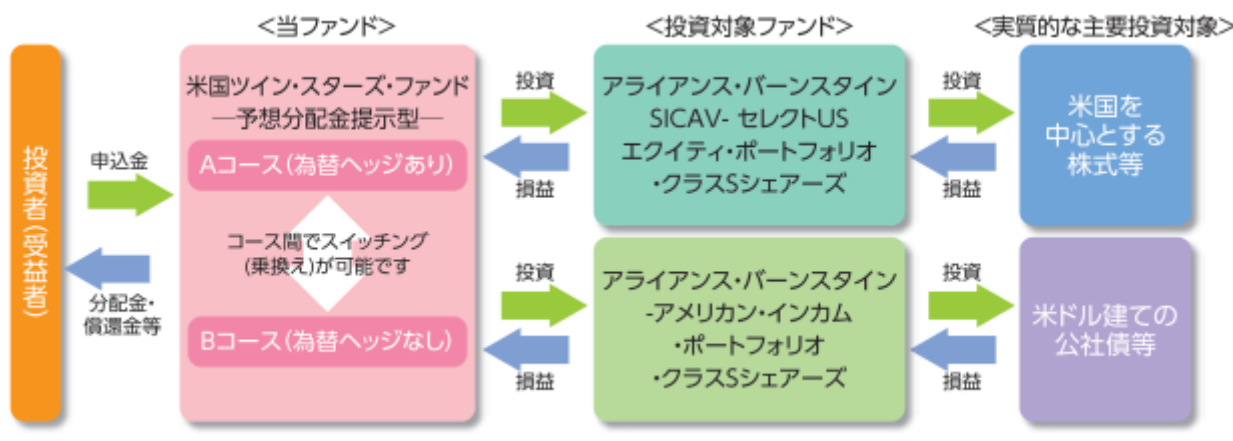 <当ファンド>
<投資対象ファンド>
<実質的な主要投資対象>
投資者(受益者)
申込金
分配金・
償還金等
米国ツイン・スターズ・ファンド
―予想分配金提示型―
Aコース(為替ヘッジあり)
コース間でスイッチング
(乗換え)が可能です
Bコース(為替ヘッジなし)
投資
損益
アライアンス・バーンスタイン
SICAV- セレクトUS
エクイティ・ポートフォリオ
・クラスSシェアーズ
投資
損益
米国を
中心とする
株式等
投資
損益
アライアンス・バーンスタイン
-アメリカン・インカム
・ポートフォリオ
・クラスSシェアーズ
投資
損益
米ドル建ての
公社債等